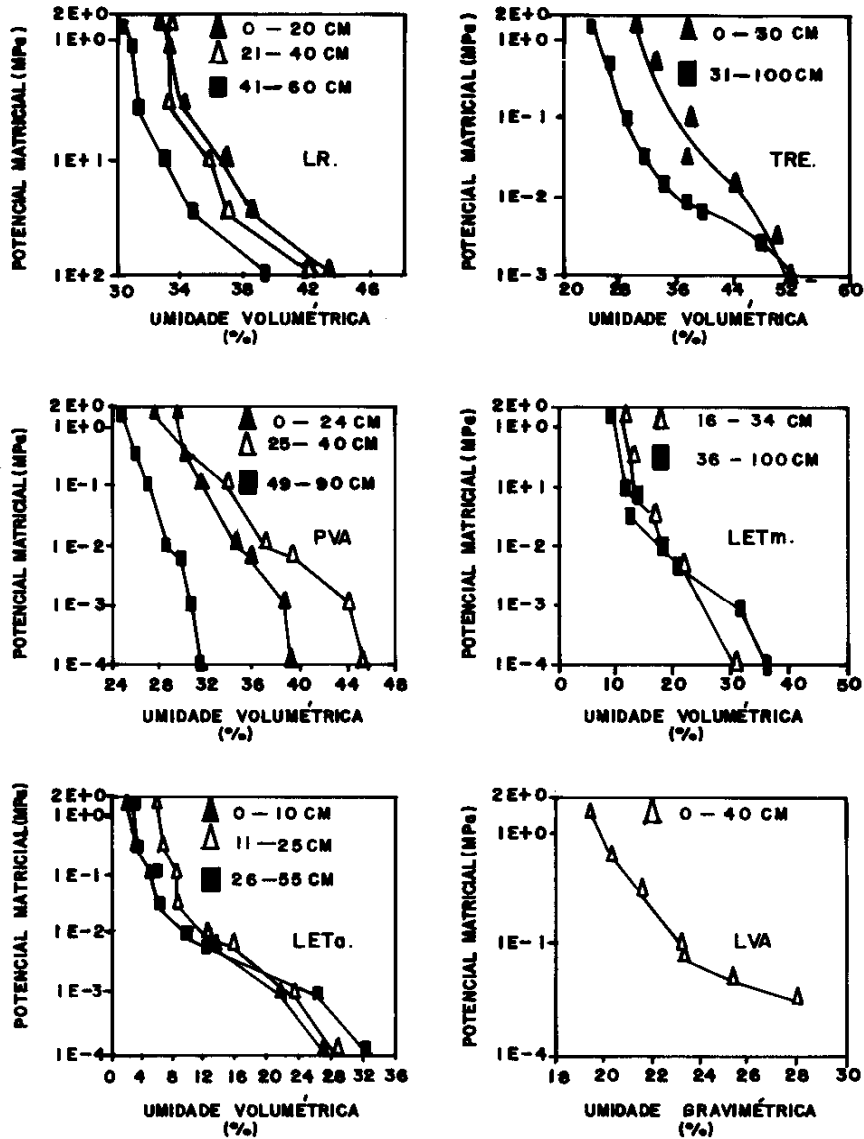 POTENCIAL MATRICIAL (MPa)
2E+0
1E+0
1E+1
1E+2
0 – 20 CM
21 – 40 CM
41 – 60 CM
LR.
30 34 38 42 46
UMIDADE VOLUMÉTRICA
(%)
POTENCIAL MATRICIAL (MPa)
2E+0
1E+0
1E-1
1E-2
1E-3
0 – 30 CM
31 – 100 CM
TRE.
20 28 36 44 52 60
UMIDADE VOLUMÉTRICA
(%)
POTENCIAL MATRICIAL (MPa)
2E+0
1E+0
1E-1
1E-2
1E-3
1E-4
0 – 24 CM
25 – 40 CM
49 – 90 CM
PVA
24 28 32 36 40 44 48
UMIDADE VOLUMÉTRICA
(%)
POTENCIAL MATRICIAL (MPa)
2E+0
1E+0
1E+1
1E-2
1E-3
1E-4
16 – 34 CM
36 – 100 CM
LETm.
0 10 20 30 40 50
UMIDADE VOLUMÉTRICA
(%)
POTENCIAL MATRICIAL (MPa)
2E+0
1E+0
1E-1
1E-2
1E-3
1E-4
0 – 10 CM
11 – 25 CM
26 – 55 CM
LETa.
0 4 8 12 16 20 24 28 32 36
UMIDADE VOLUMÉTRICA
(%)
POTENCIAL MATRICIAL (MPa)
2E+0
1E+0
1E-1
1E-4
0 – 40 CM
LVA
18 20 22 24 26 28 30
UMIDADE GRAVIMÉTRICA
(%)